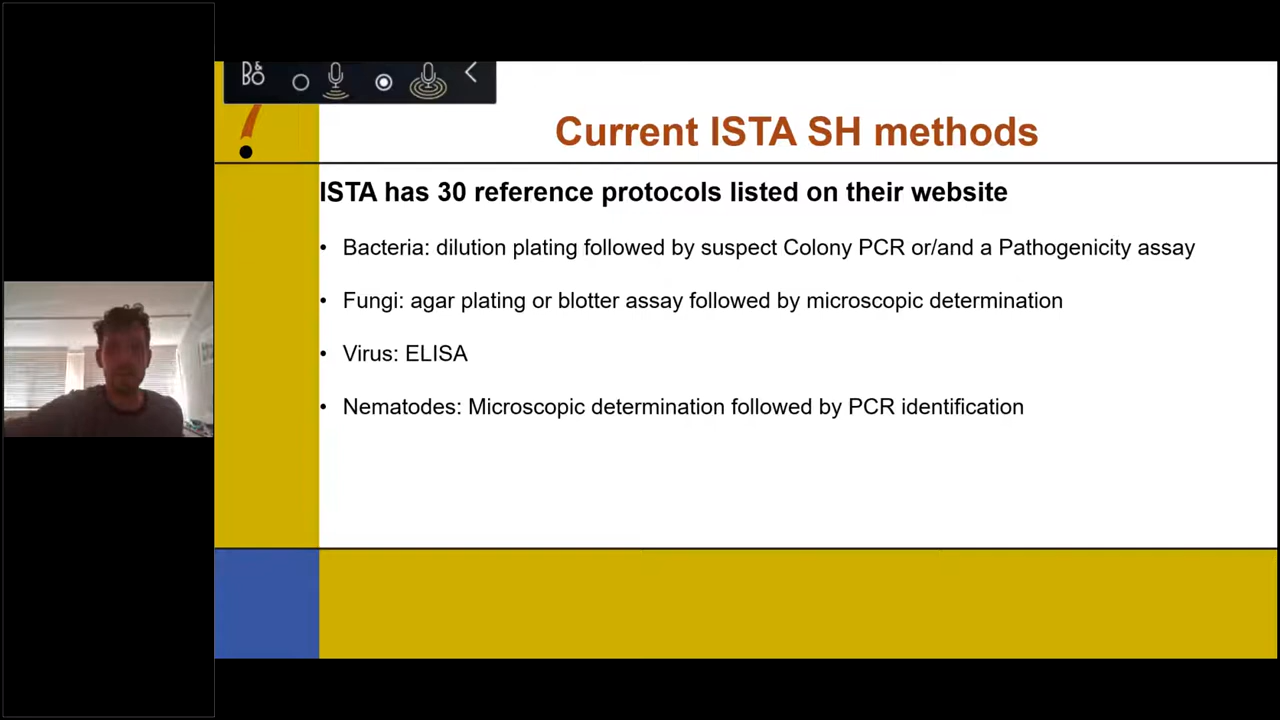 B&O
Current ISTA SH methods
ISTA has 30 reference protocols listed on their website
• Bacteria: dilution plating followed by suspect Colony PCR or/and a Pathogenicity assay
• Fungi: agar plating or blotter assay followed by microscopic determination
• Virus: ELISA
• Nematodes: Microscopic determination followed by PCR identification